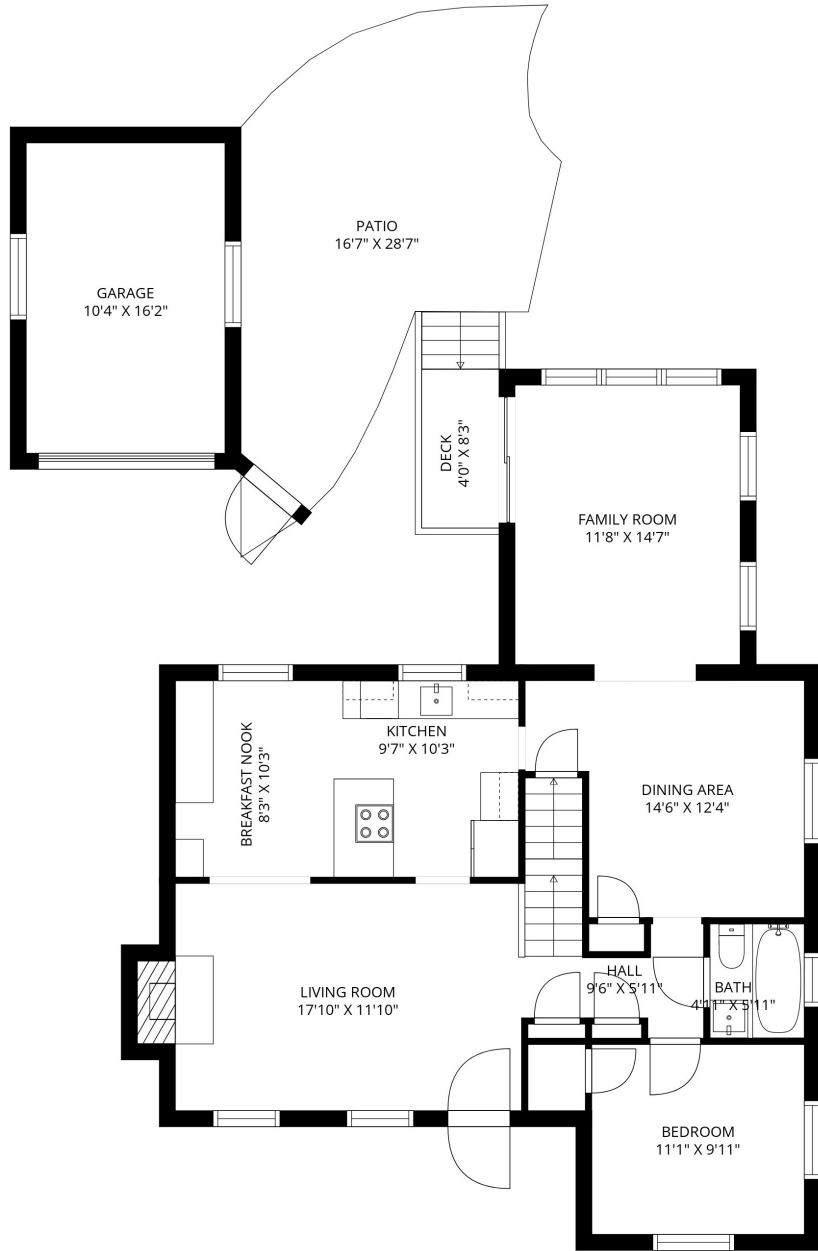 PATIO
16'7" X 28'7"
GARAGE
10'4" X 16'2"
DECK
4'0" X 8'3"
FAMILY ROOM
11'8" X 14'7"
KITCHEN
9'7" X 10'3"
BREAKFAST NOOK
8'3" X 10'3"
DINING AREA
14'6" X 12'4"
HALL
9'6" X 5'11"
BATH
4'11" X 5'11"
LIVING ROOM
17'10" X 11'10"
BEDROOM
11'1" X 9'11"